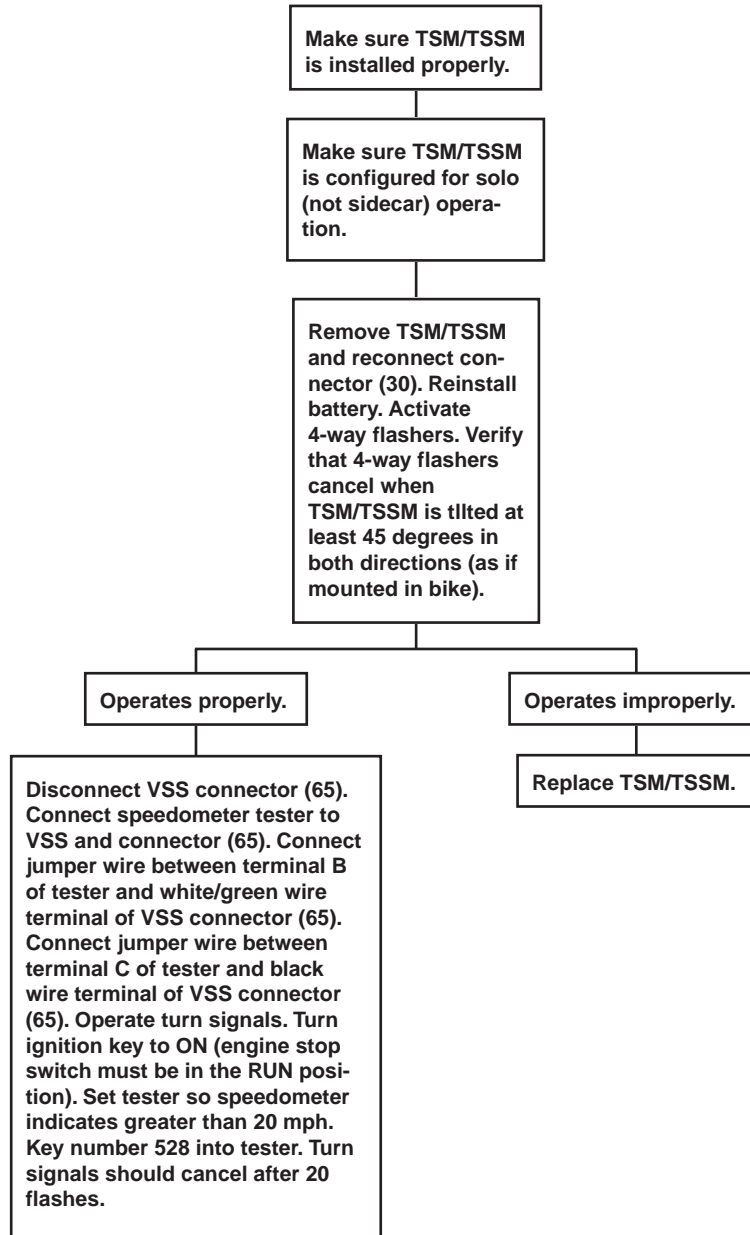 Make sure TSM/TSSM
is installed properly.
Make sure TSM/TSSM
is configured for solo
(not sidecar) opera-
tion.
Remove TSM/TSSM
and reconnect con-
nector (30). Reinstall
battery. Activate
4-way flashers. Verify
that 4-way flashers
cancel when
TSM/TSSM is tIlted at
least 45 degrees in
both directions (as if
mounted in bike).
Operates properly.
Operates improperly.
Disconnect VSS connector (65).
Connect speedometer tester to
VSS and connector (65). Connect
jumper wire between terminal B
of tester and white/green wire
terminal of VSS connector (65).
Connect jumper wire between
terminal C of tester and black
wire terminal of VSS connector
(65). Operate turn signals. Turn
ignition key to ON (engine stop
switch must be in the RUN posi-
tion). Set tester so speedometer
indicates greater than 20 mph.
Key number 528 into tester. Turn
signals should cancel after 20
flashes.
Replace TSM/TSSM.